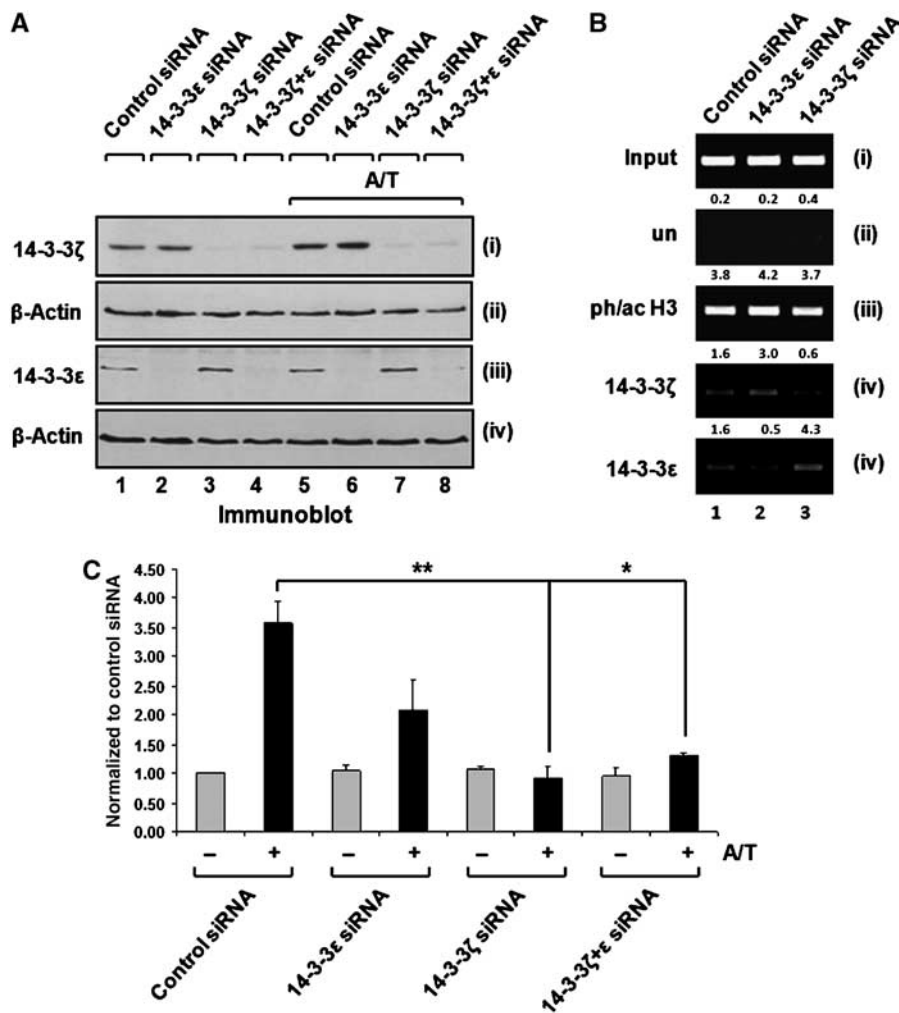 A
Control siRNA
14-3-3ε siRNA
14-3-3ζ siRNA
14-3-3ζ+ε siRNA
Control siRNA
14-3-3ε siRNA
14-3-3ζ siRNA
14-3-3ζ+ε siRNA
A/T
14-3-3ζ (i)
β-Actin (ii)
14-3-3ε (iii)
β-Actin (iv)
1 2 3 4 5 6 7 8
Immunoblot
B
Control siRNA
14-3-3ε siRNA
14-3-3ζ siRNA
Input (i)
0.2 0.2 0.4
un (ii)
3.8 4.2 3.7
ph/ac H3 (iii)
1.6 3.0 0.6
14-3-3ζ (iv)
1.6 0.5 4.3
14-3-3ε (iv)
1 2 3
C
Normalized to control siRNA
4.50
4.00
3.50
3.00
2.50
2.00
1.50
1.00
0.50
0.00
** *
– + – + – + – + A/T
Control siRNA
14-3-3ε siRNA
14-3-3ζ siRNA
14-3-3ζ+ε siRNA